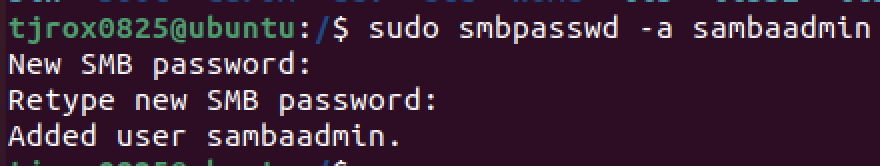 tjrox0825@ubuntu:/$ sudo smbpasswd -a sambaadmin
New SMB password:
Retype new SMB password:
Added user sambaadmin.